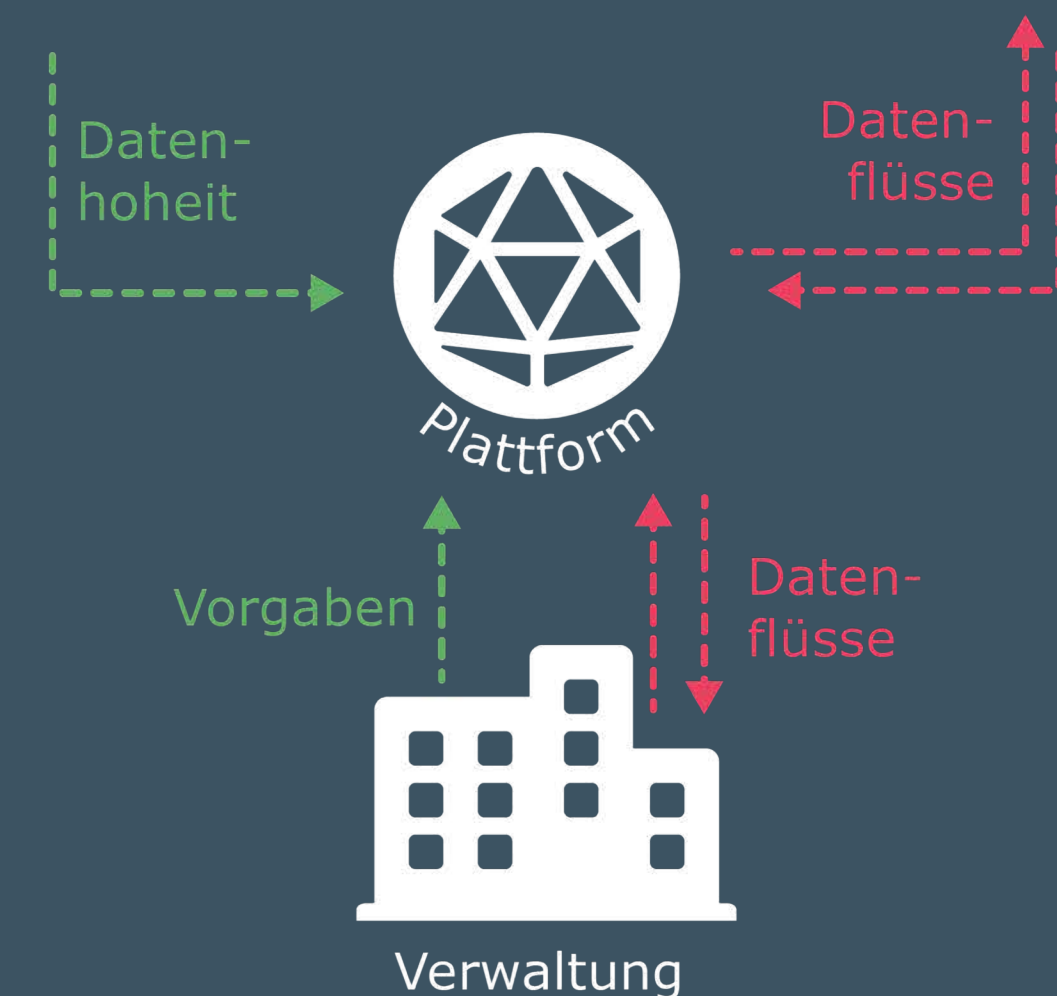 Daten-
hoheit
Daten-
flüsse
Plattform
Vorgaben
Daten-
flüsse
Verwaltung